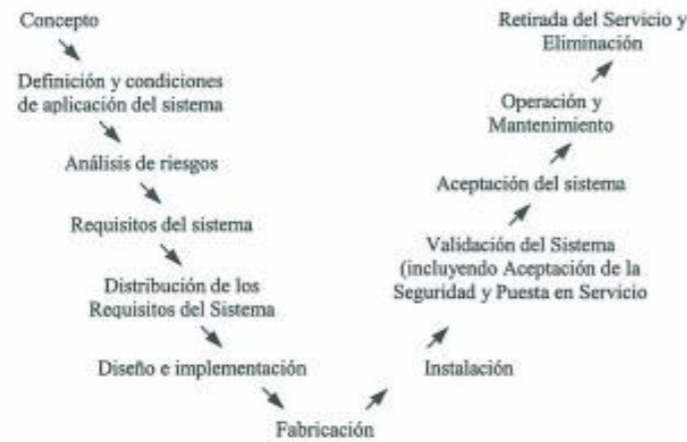 Concepto
Definición y condiciones
de aplicación del sistema
Análisis de riesgos
Requisitos del sistema
Distribución de los
Requisitos del Sistema
Diseño e implementación
Fabricación
Instalación
Validación del Sistema
(incluyendo Aceptación de la
Seguridad y Puesta en Servicio
Aceptación del sistema
Operación y
Mantenimiento
Retirada del Servicio y
Eliminación